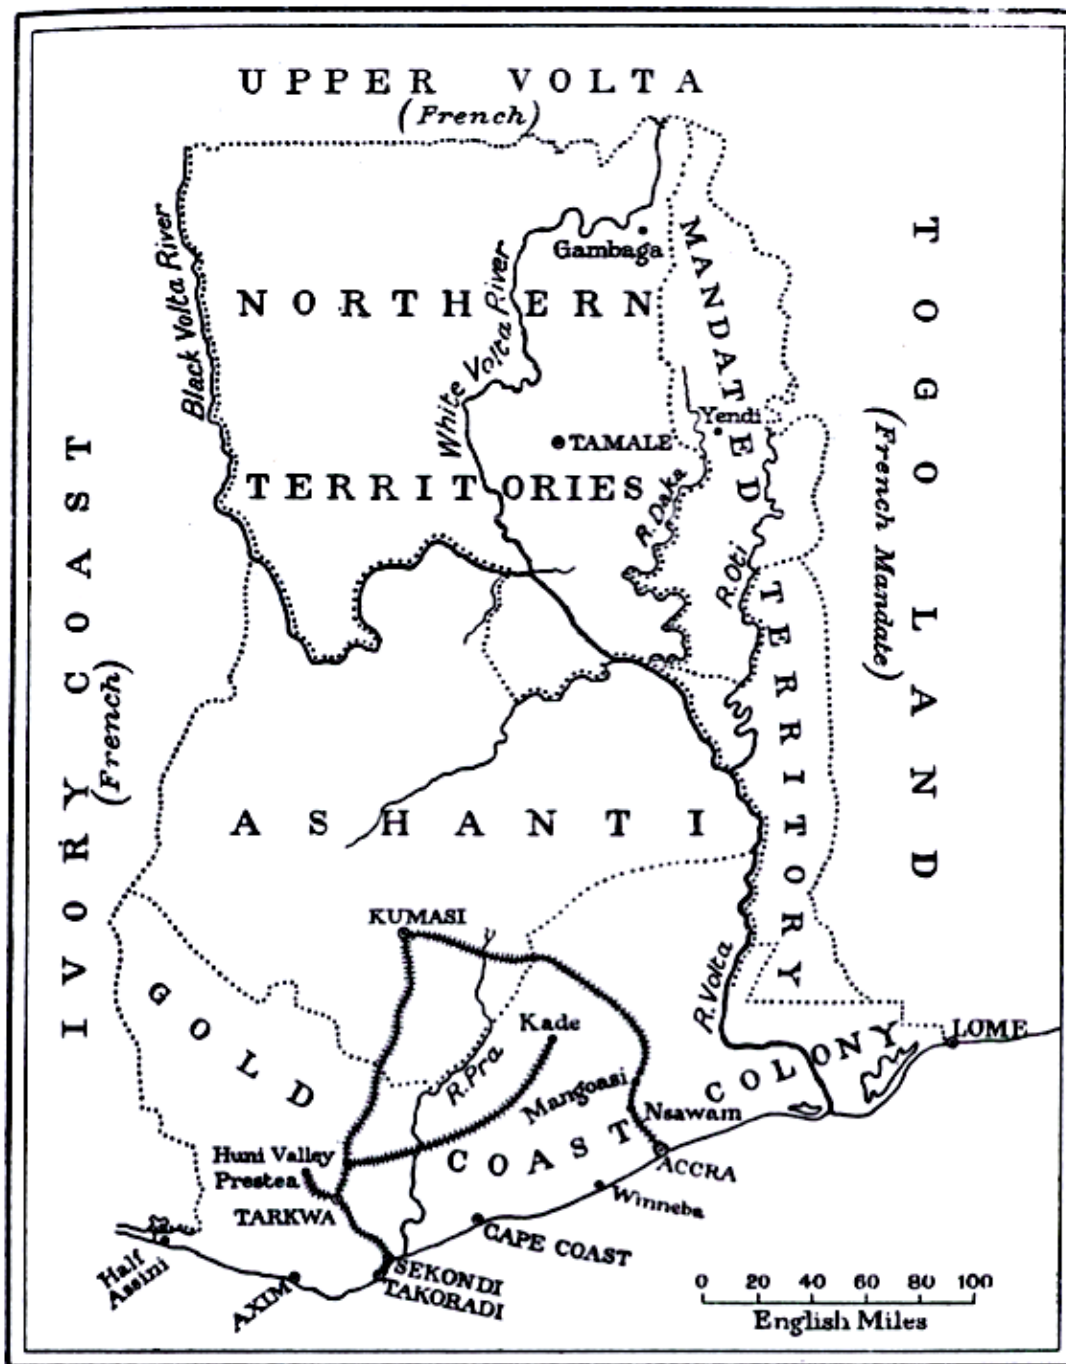 UPPER VOLTA
(French)
Black Volta River
Gambaga
MANDATED TERRITORY
TOGOLAND
(French Mandate)
NORTHERN
TERRITORIES
White Volta River
Yendi
TAMALE
R. Daka
R. Oti
IVORY COAST
(French)
ASHANTI
KUMASI
R. Volta
GOLD
COAST
COLONY
Kade
LOME
R. Pra
Mangoasi
Nsawam
Huni Valley
Prestea
TARKWA
ACCRA
Winneba
CAPE COAST
Half
Assini
AXIM
SEKONDI
TAKORADI
0 20 40 60 80 100
English Miles